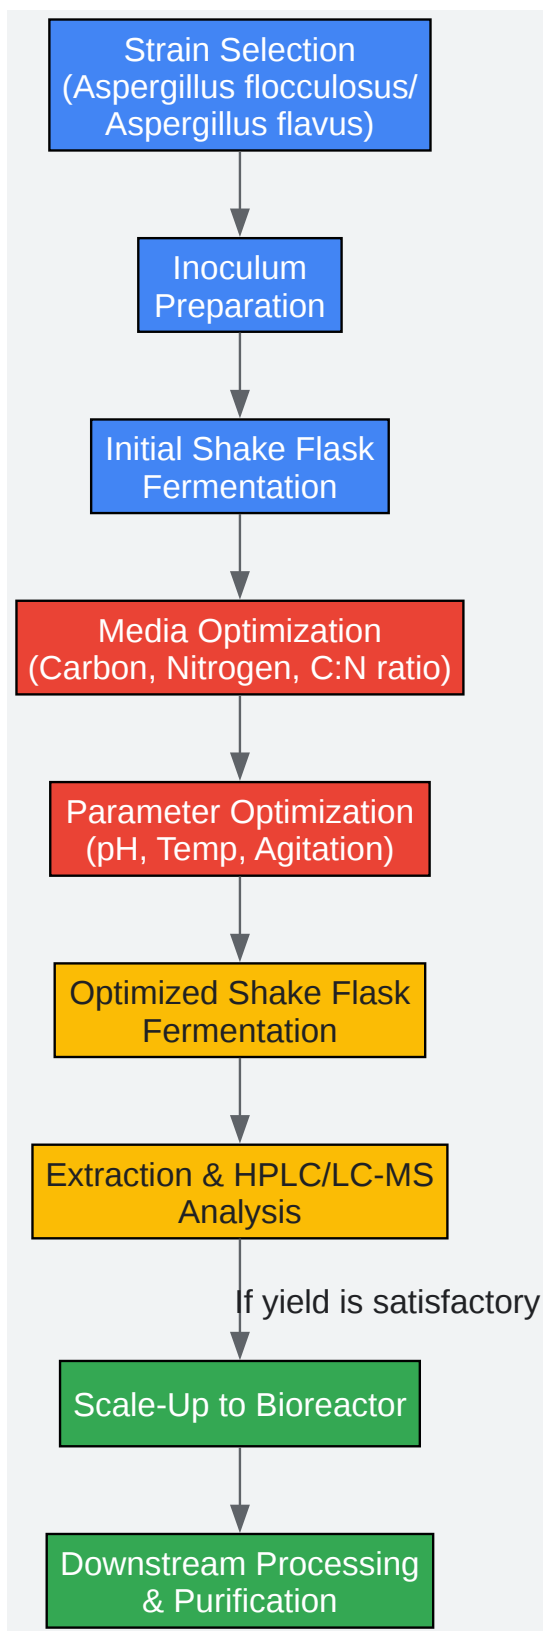 Strain Selection
(Aspergillus flocculosus/
Aspergillus flavus)
Inoculum
Preparation
Initial Shake Flask
Fermentation
Media Optimization
(Carbon, Nitrogen, C:N ratio)
Parameter Optimization
(pH, Temp, Agitation)
Optimized Shake Flask
Fermentation
Extraction & HPLC/LC-MS
Analysis
If yield is satisfactory
Scale-Up to Bioreactor
Downstream Processing
& Purification